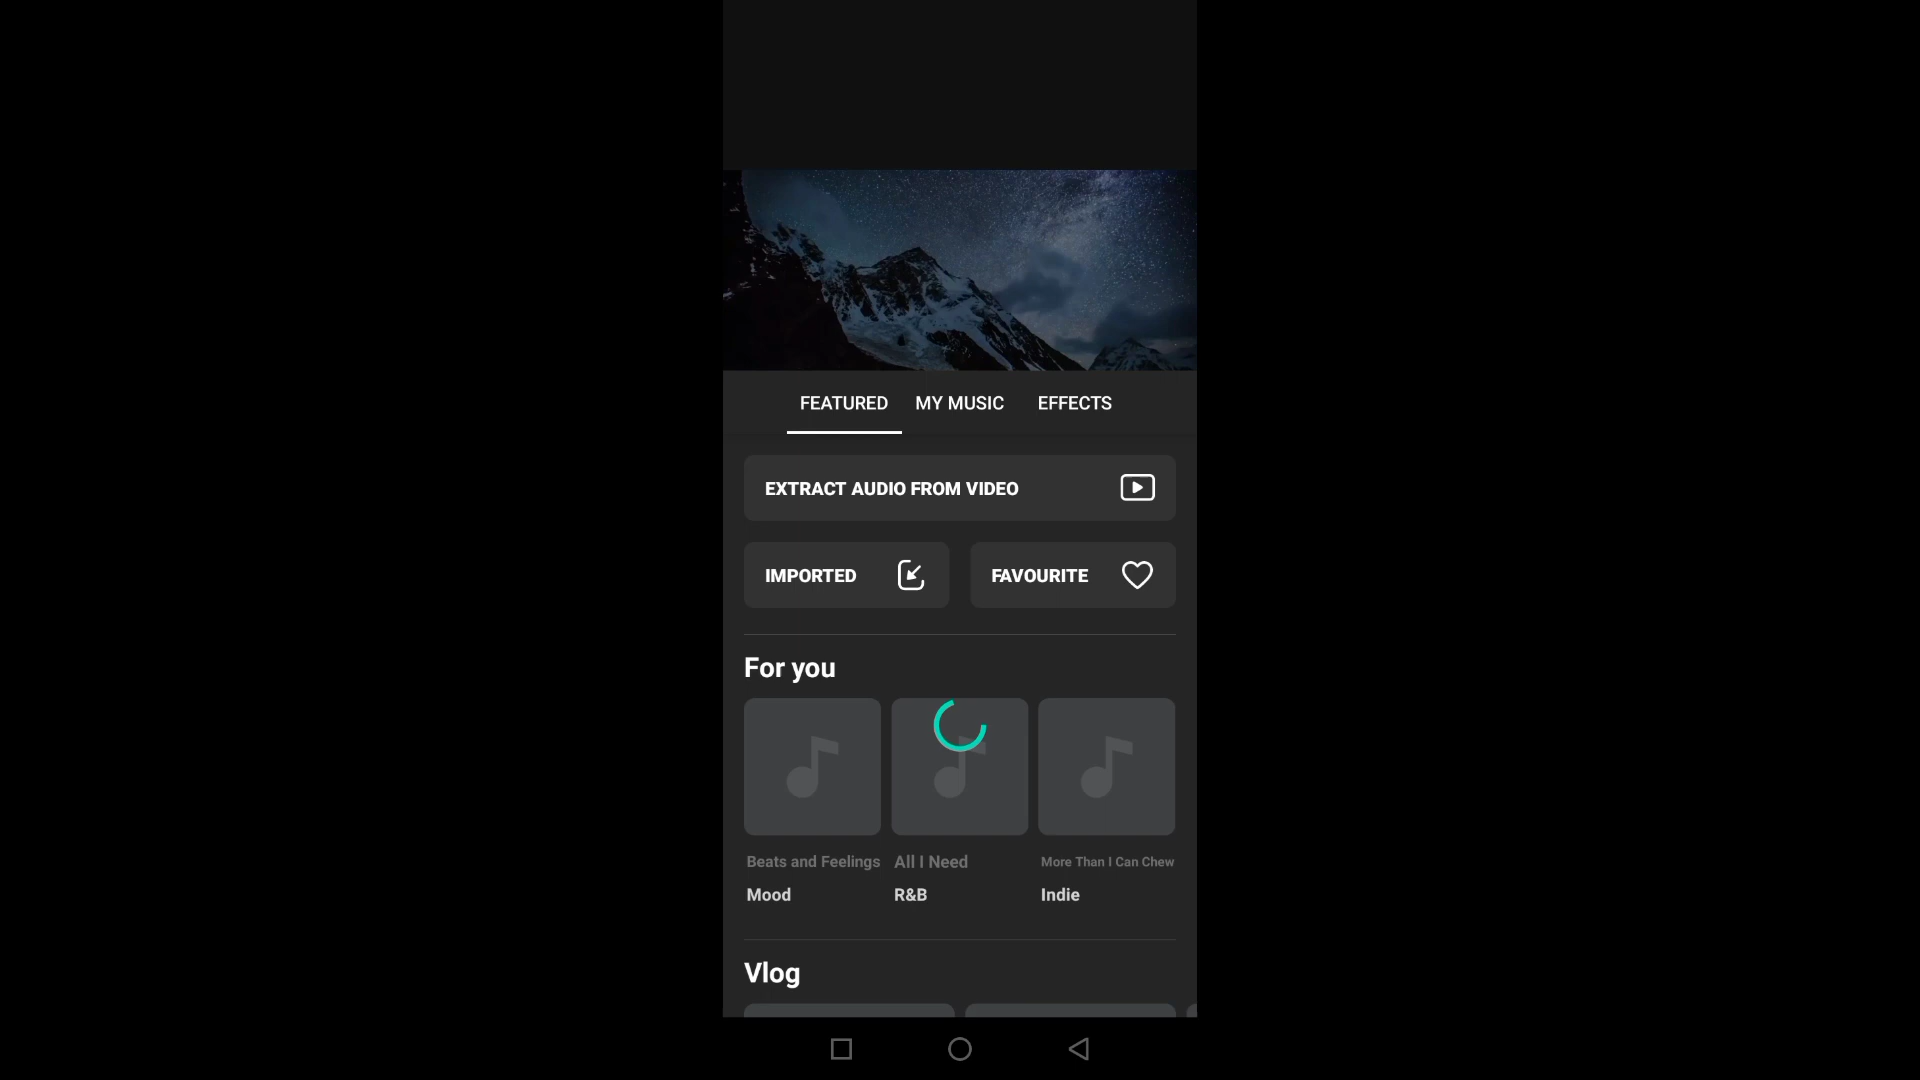 FEATURED MY MUSIC EFFECTS
EXTRACT AUDIO FROM VIDEO
IMPORTED FAVOURITE
For you
Beats and Feelings All I Need More Than I Can Chew
Mood R&B Indie
Vlog